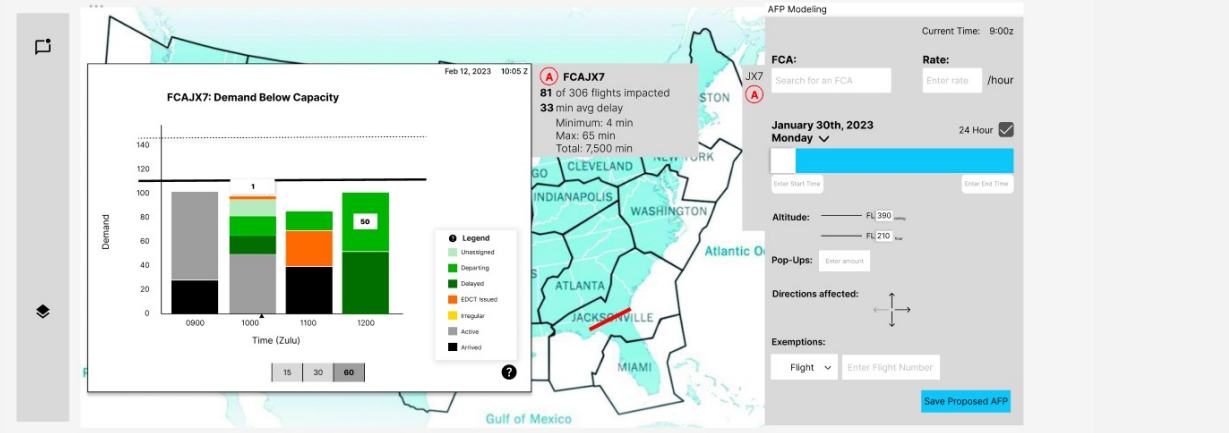 AFP Modeling
Current Time: 9:00z
FCA:
Rate:
Search for an FCA
Enter rate
/hour
January 30th, 2023
Monday
24 Hour
Enter Start Time
Enter End Time
Altitude:
FL 390
FL 210
Pop-Ups:
Enter amount
Directions affected:
Exemptions:
Flight
Enter Flight Number
Save Proposed AFP
JX7
A
A
FCAJX7
81 of 306 flights impacted
33 min avg delay
Minimum: 4 min
Max: 65 min
Total: 7,500 min
Feb 12, 2023 10:05 Z
FCAJX7: Demand Below Capacity
Demand
140
120
100
80
60
40
20
0
1
50
0900
1000
1100
1200
Time (Zulu)
15
30
60
?
Legend
Unassigned
Departing
Delayed
EDCT Issued
Irregular
Active
Arrived
?
STON
NEW YORK
GO
CLEVELAND
INDIANAPOLIS
WASHINGTON
Atlantic O
S
ATLANTA
JACKSONVILLE
MIAMI
Gulf of Mexico